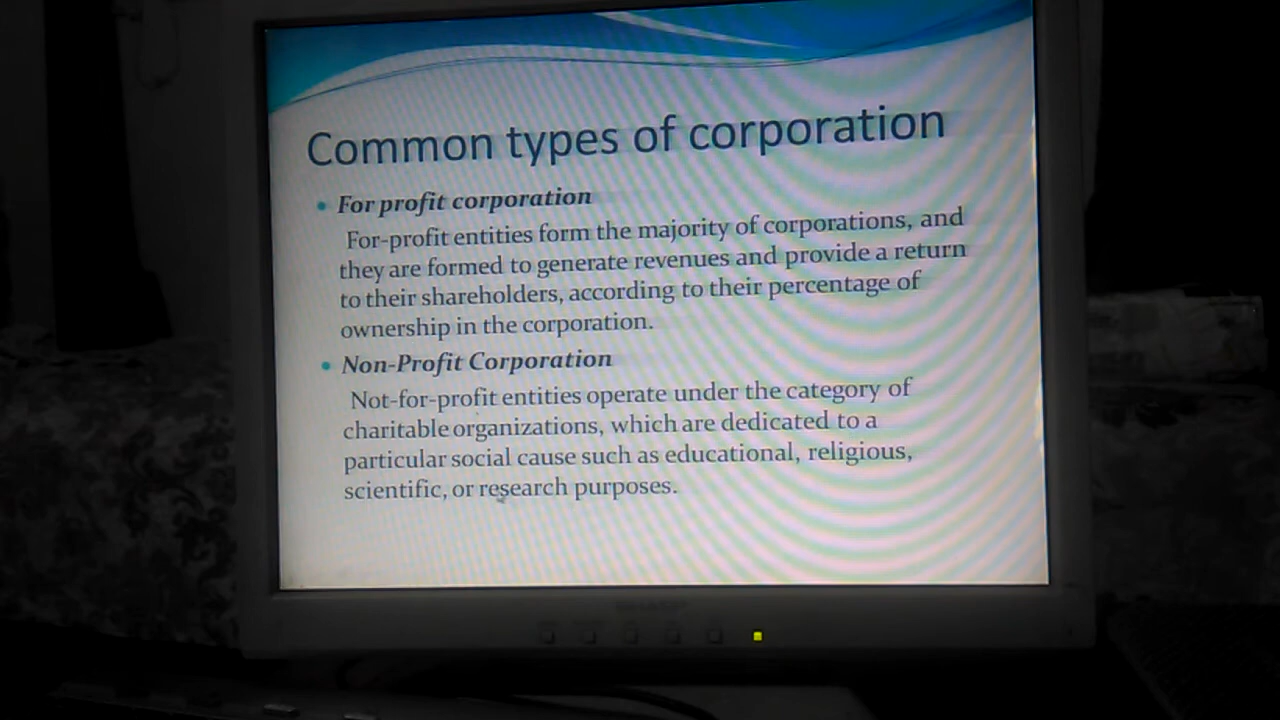 Common types of corporation
• For profit corporation
For-profit entities form the majority of corporations, and
they are formed to generate revenues and provide a return
to their shareholders, according to their percentage of
ownership in the corporation.
• Non-Profit Corporation
Not-for-profit entities operate under the category of
charitable organizations, which are dedicated to a
particular social cause such as educational, religious,
scientific, or research purposes.